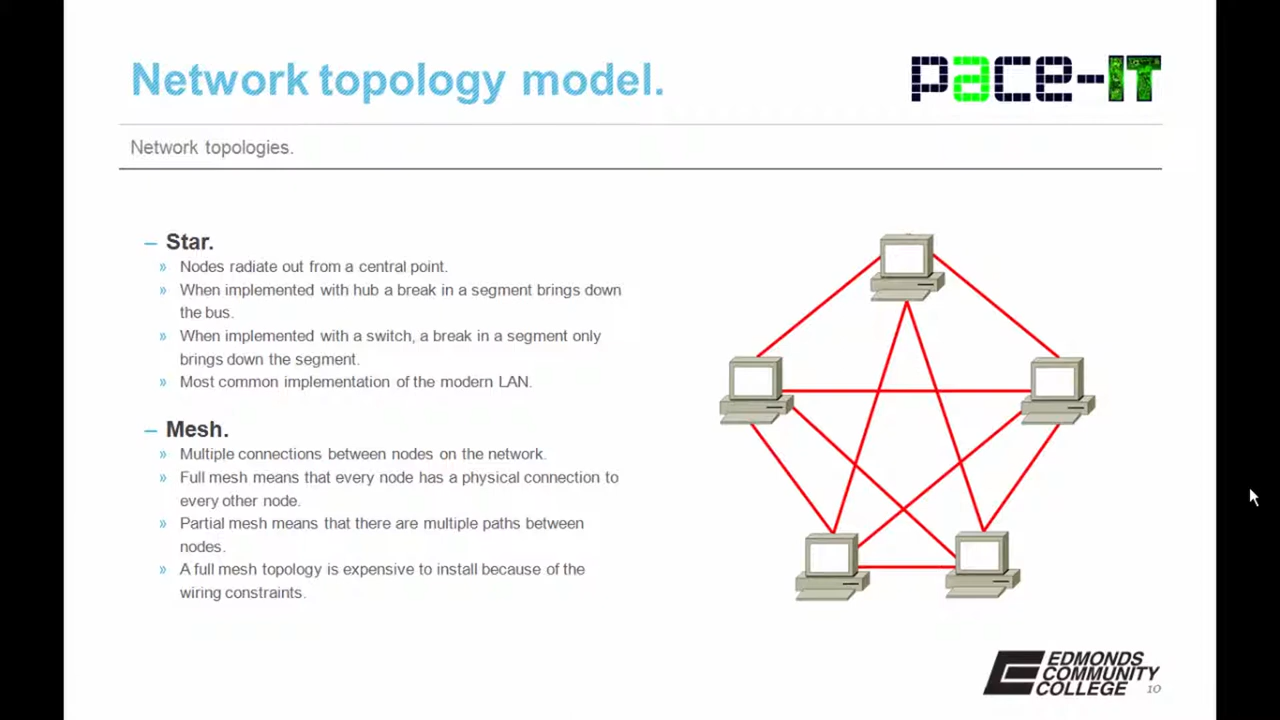 Network topology model.
pace-IT
Network topologies.
– Star.
» Nodes radiate out from a central point.
» When implemented with hub a break in a segment brings down
the bus.
» When implemented with a switch, a break in a segment only
brings down the segment.
» Most common implementation of the modern LAN.
– Mesh.
» Multiple connections between nodes on the network.
» Full mesh means that every node has a physical connection to
every other node.
» Partial mesh means that there are multiple paths between
nodes.
» A full mesh topology is expensive to install because of the
wiring constraints.
EDMONDS
COMMUNITY
COLLEGE
10